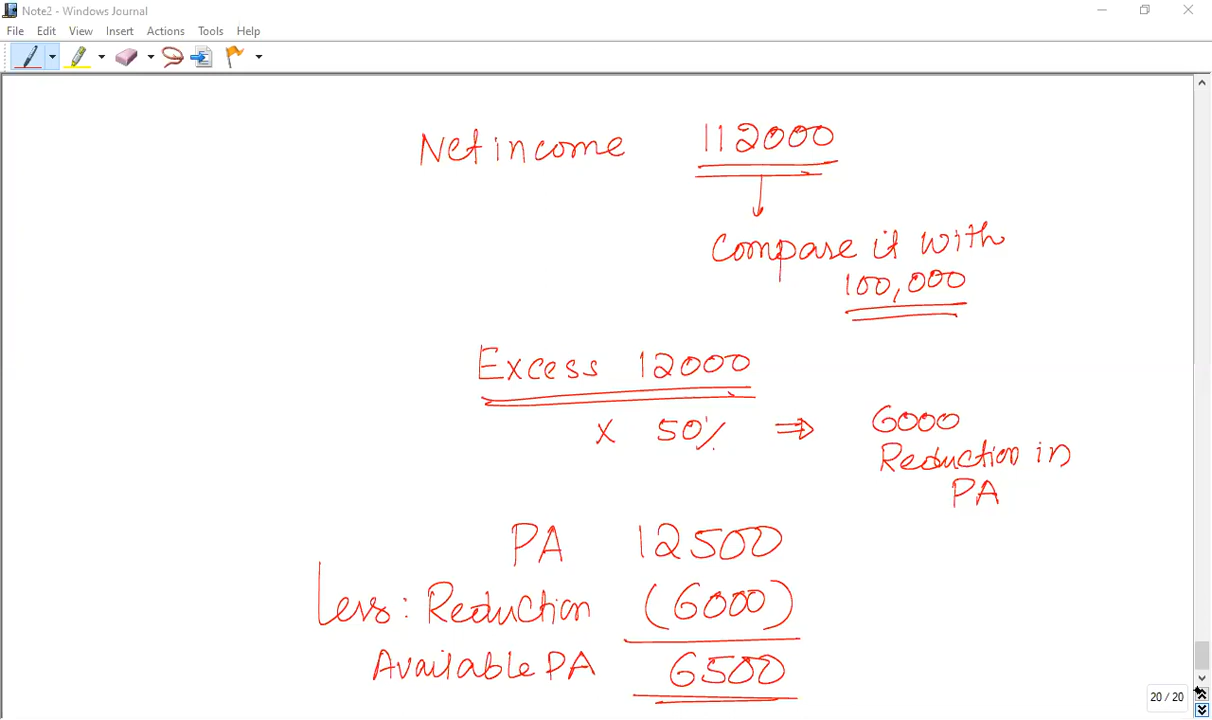 Note2 - Windows Journal
File Edit View Insert Actions Tools Help
Net income 112000
Compare it with
100,000
Excess 12000
x 50% ⇒ 6000
Reduction in
PA
PA 12500
Less: Reduction (6000)
Available PA 6500
20 / 20